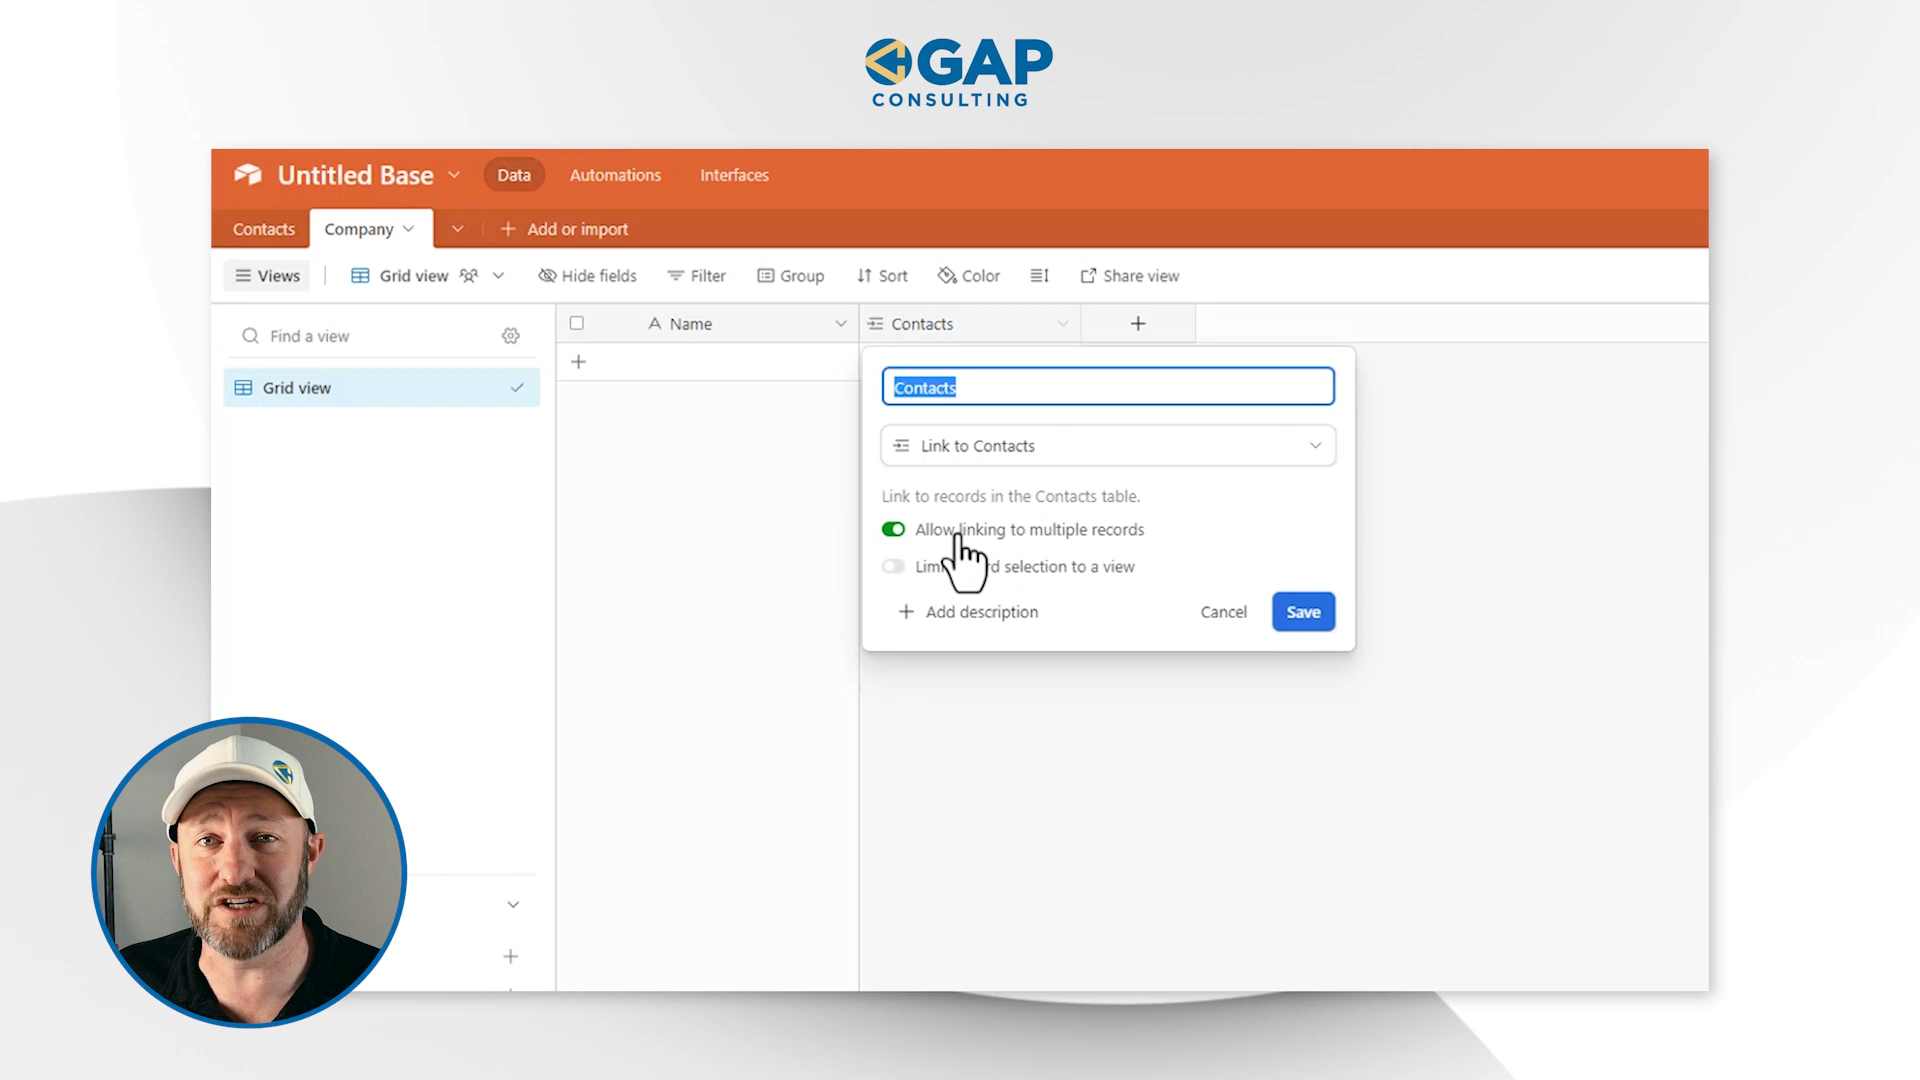 GAP
CONSULTING
Untitled Base Data Automations Interfaces
Contacts Company Add or import
Views Grid view Hide fields Filter Group Sort Color Share view
Find a view
Name Contacts
Grid view
Contacts
Link to Contacts
Link to records in the Contacts table.
Allow linking to multiple records
selection to a view
Add description Cancel Save